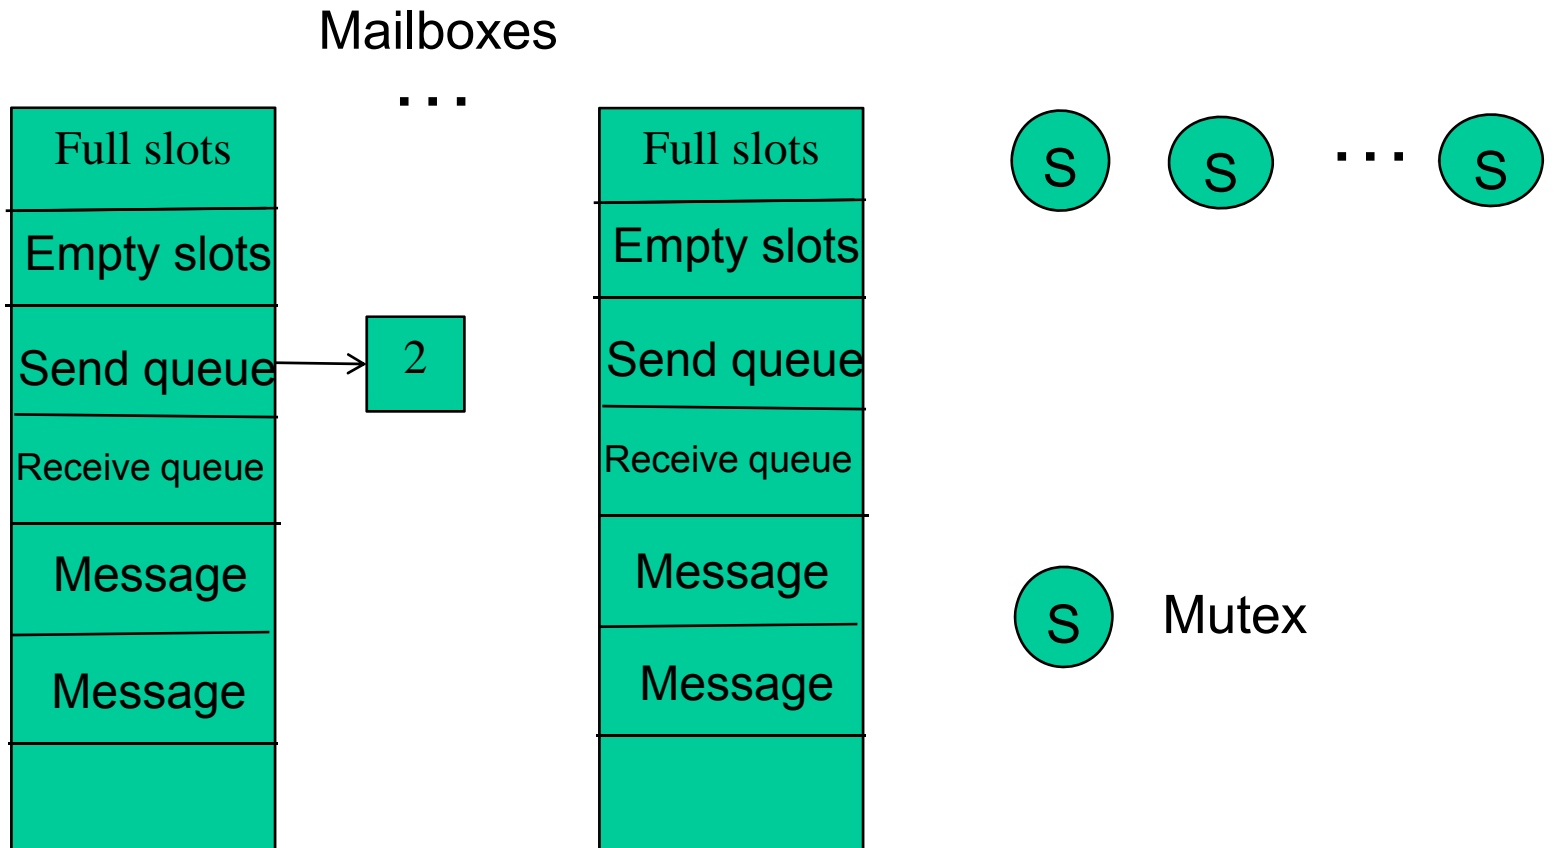 Mailboxes
...
Full slots
Empty slots
Send queue
2
Receive queue
Message
Message
Full slots
Empty slots
Send queue
Receive queue
Message
Message
S S ... S
S Mutex